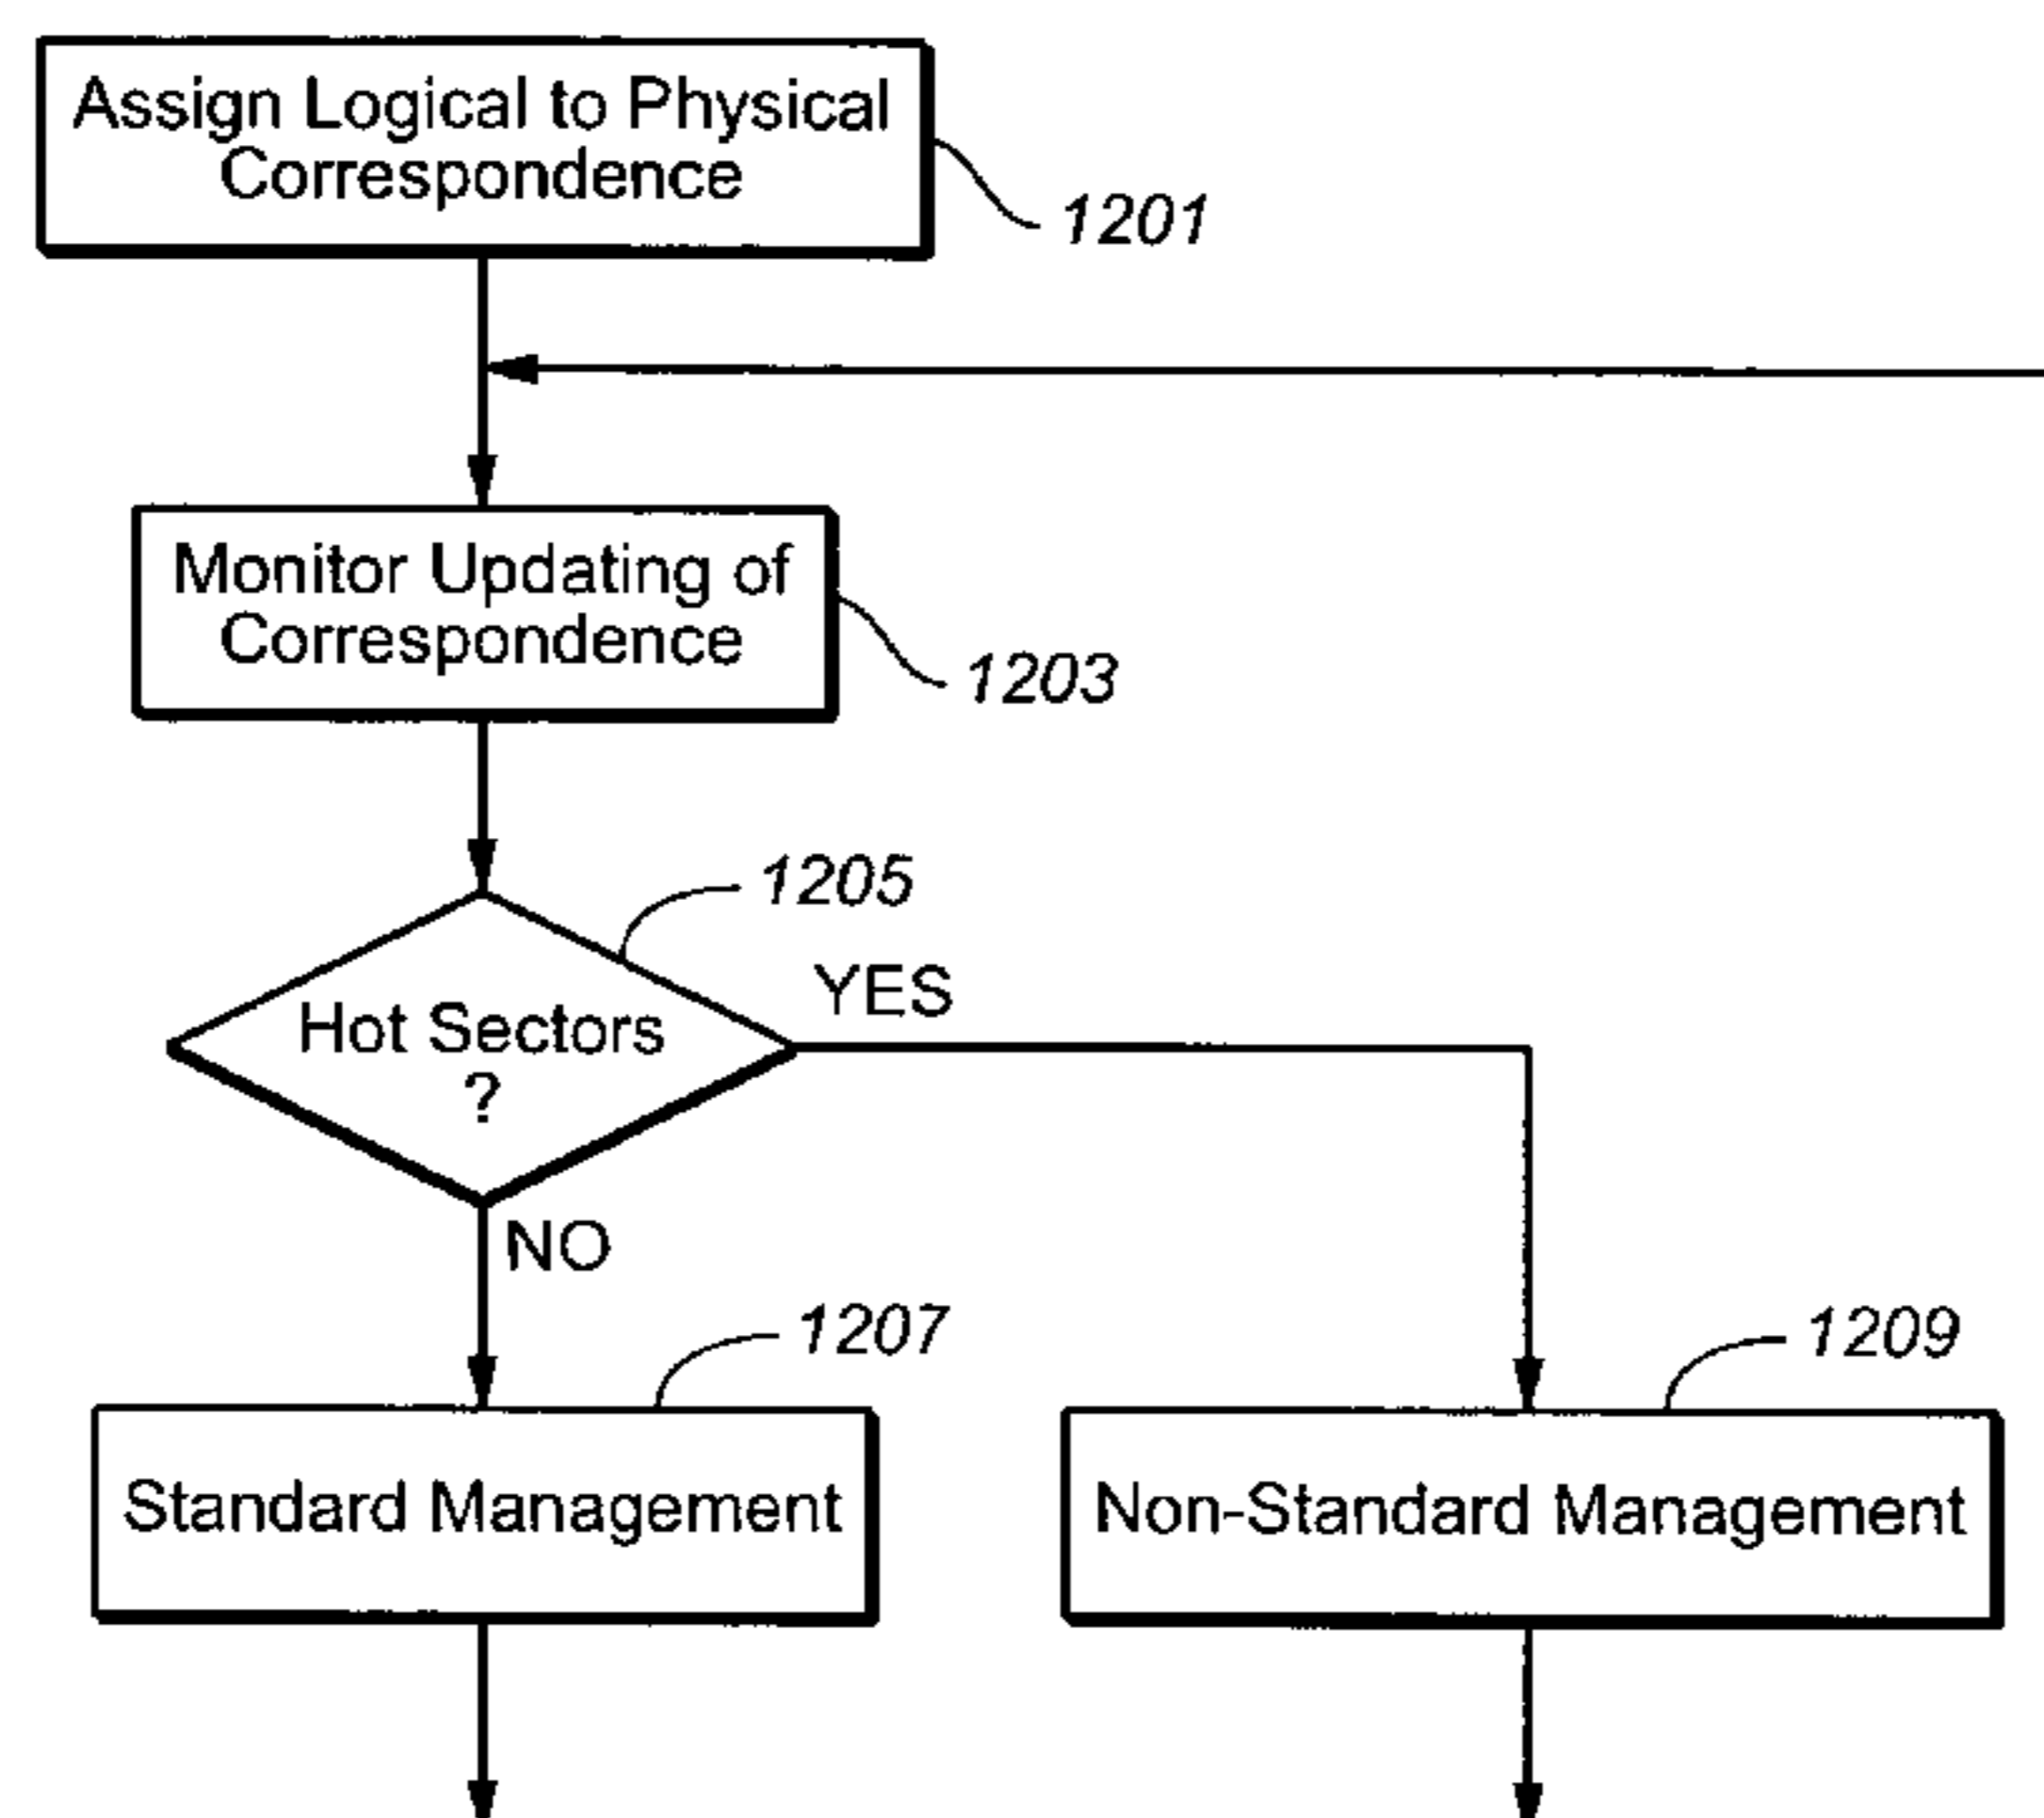 Assign Logical to Physical
Correspondence
1201
Monitor Updating of
Correspondence
1203
1205
YES
Hot Sectors
?
NO
1207
1209
Standard Management
Non-Standard Management